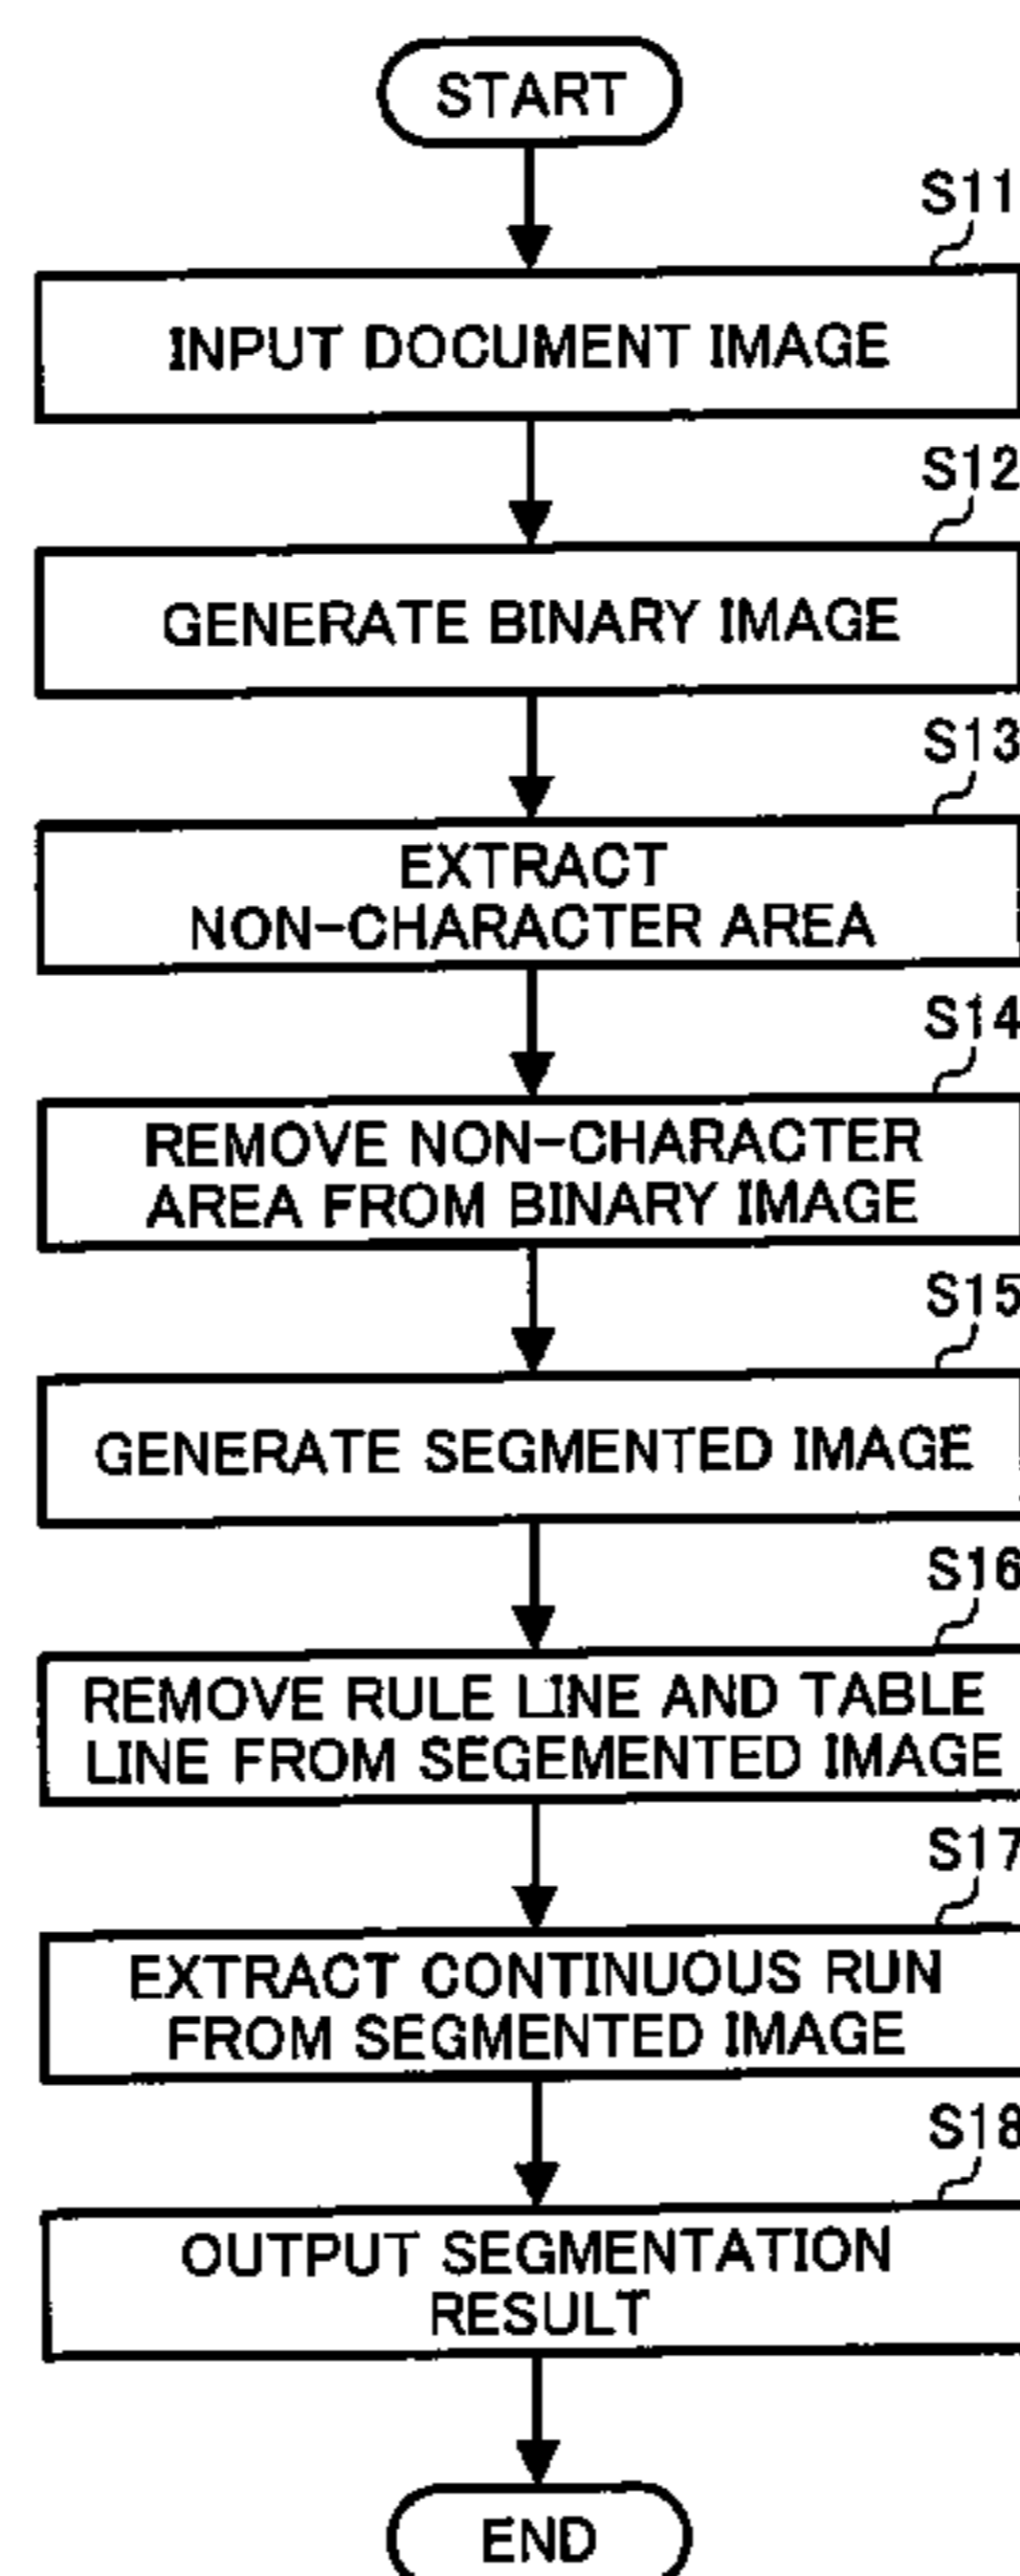 START
S11
INPUT DOCUMENT IMAGE
S12
GENERATE BINARY IMAGE
S13
EXTRACT
NON-CHARACTER AREA
S14
REMOVE NON-CHARACTER
AREA FROM BINARY IMAGE
S15
GENERATE SEGMENTED IMAGE
S16
REMOVE RULE LINE AND TABLE
LINE FROM SEGEMENTED IMAGE
S17
EXTRACT CONTINUOUS RUN
FROM SEGMENTED IMAGE
S18
OUTPUT SEGMENTATION
RESULT
END